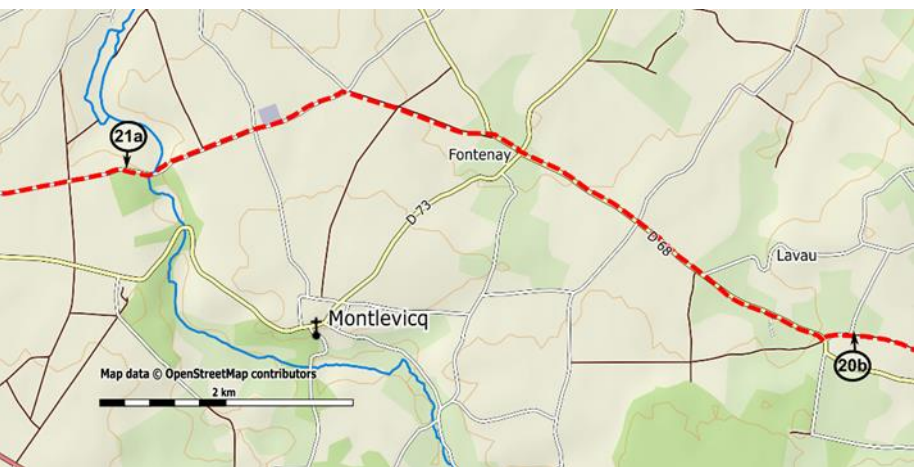 21a
Fontenay
D-73
D 68
Lavau
Montlevicq
20b
Map data © OpenStreetMap contributors
2 km